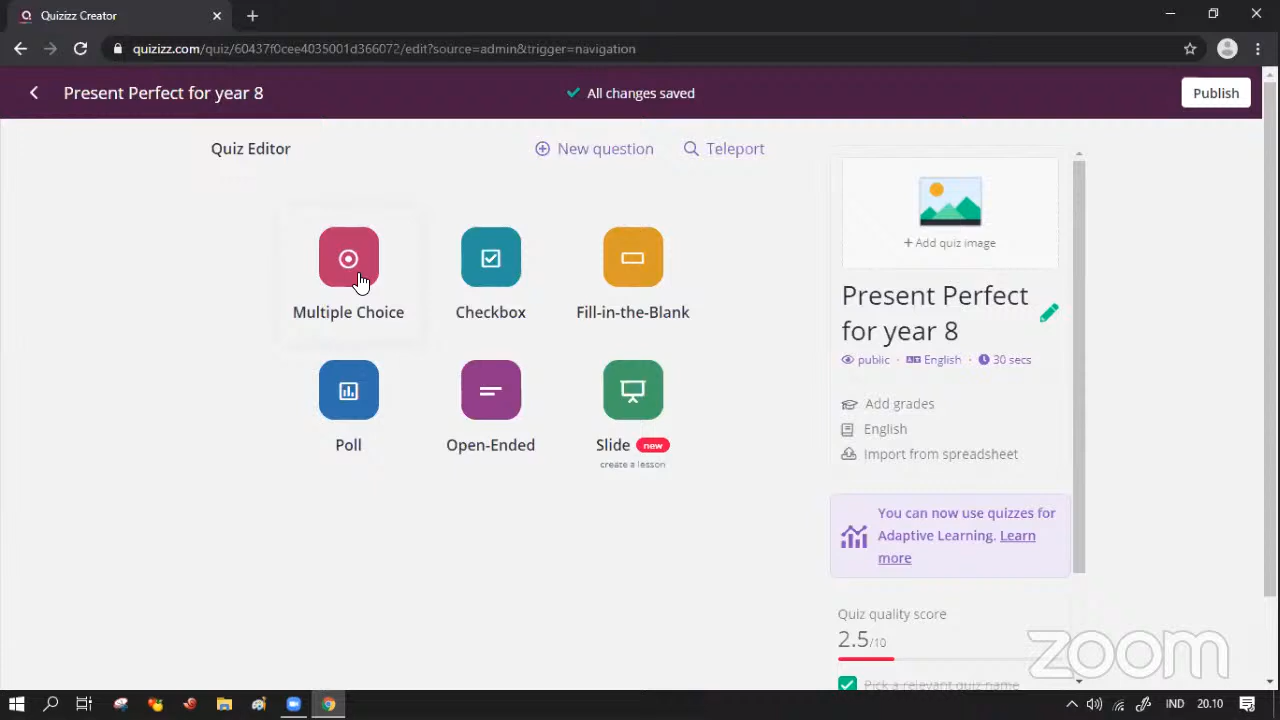 Quizizz Creator
quizizz.com/quiz/60437f0cee4035001d366072/edit?source=admin&trigger=navigation
Present Perfect for year 8
All changes saved
Publish
Quiz Editor
New question
Teleport
Multiple Choice
Checkbox
Fill-in-the-Blank
Poll
Open-Ended
Slide new
create a lesson
+ Add quiz image
Present Perfect
for year 8
public · English · 30 secs
Add grades
English
Import from spreadsheet
You can now use quizzes for
Adaptive Learning. Learn
more
Quiz quality score
2.5/10
Pick a relevant quiz name
zoom
IND 20.10